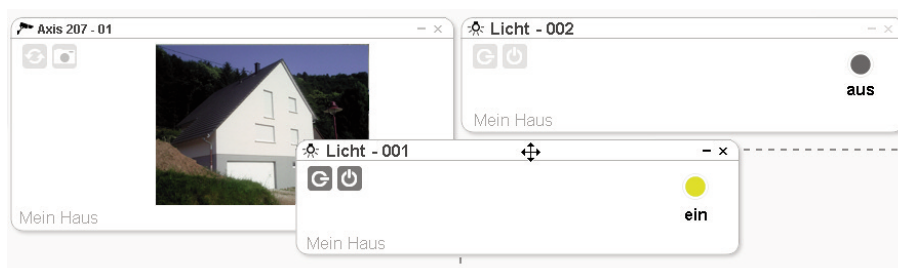 Axis 207 - 01
Mein Haus
Licht - 002
aus
Mein Haus
Licht - 001
ein
Mein Haus